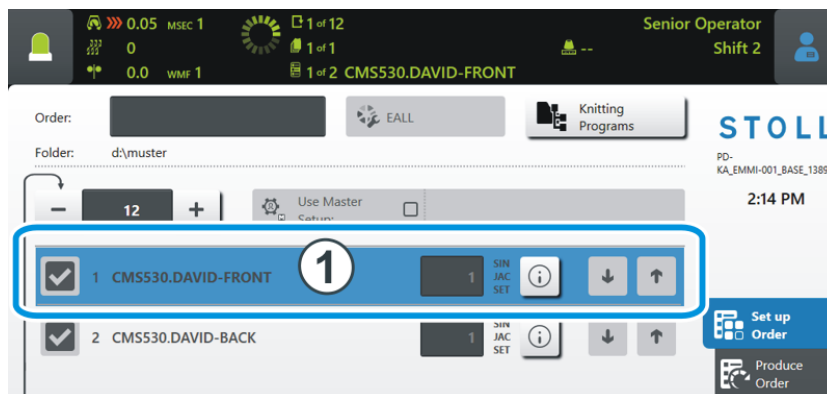 0.05 MSEC 1
1 of 12
Senior Operator
0
1 of 1
--
Shift 2
0.0 WMF 1
1 of 2 CMS530.DAVID-FRONT
Order:
EALL
Knitting
Programs
STOLL
Folder:
d:\muster
PD-
KA_EMMI-001_BASE_1389
2:14 PM
− 12 +
Use Master
Setup:
1 CMS530.DAVID-FRONT
1
1
SIN
JAC
SET
2 CMS530.DAVID-BACK
1
SIN
JAC
SET
Set up
Order
Produce
Order